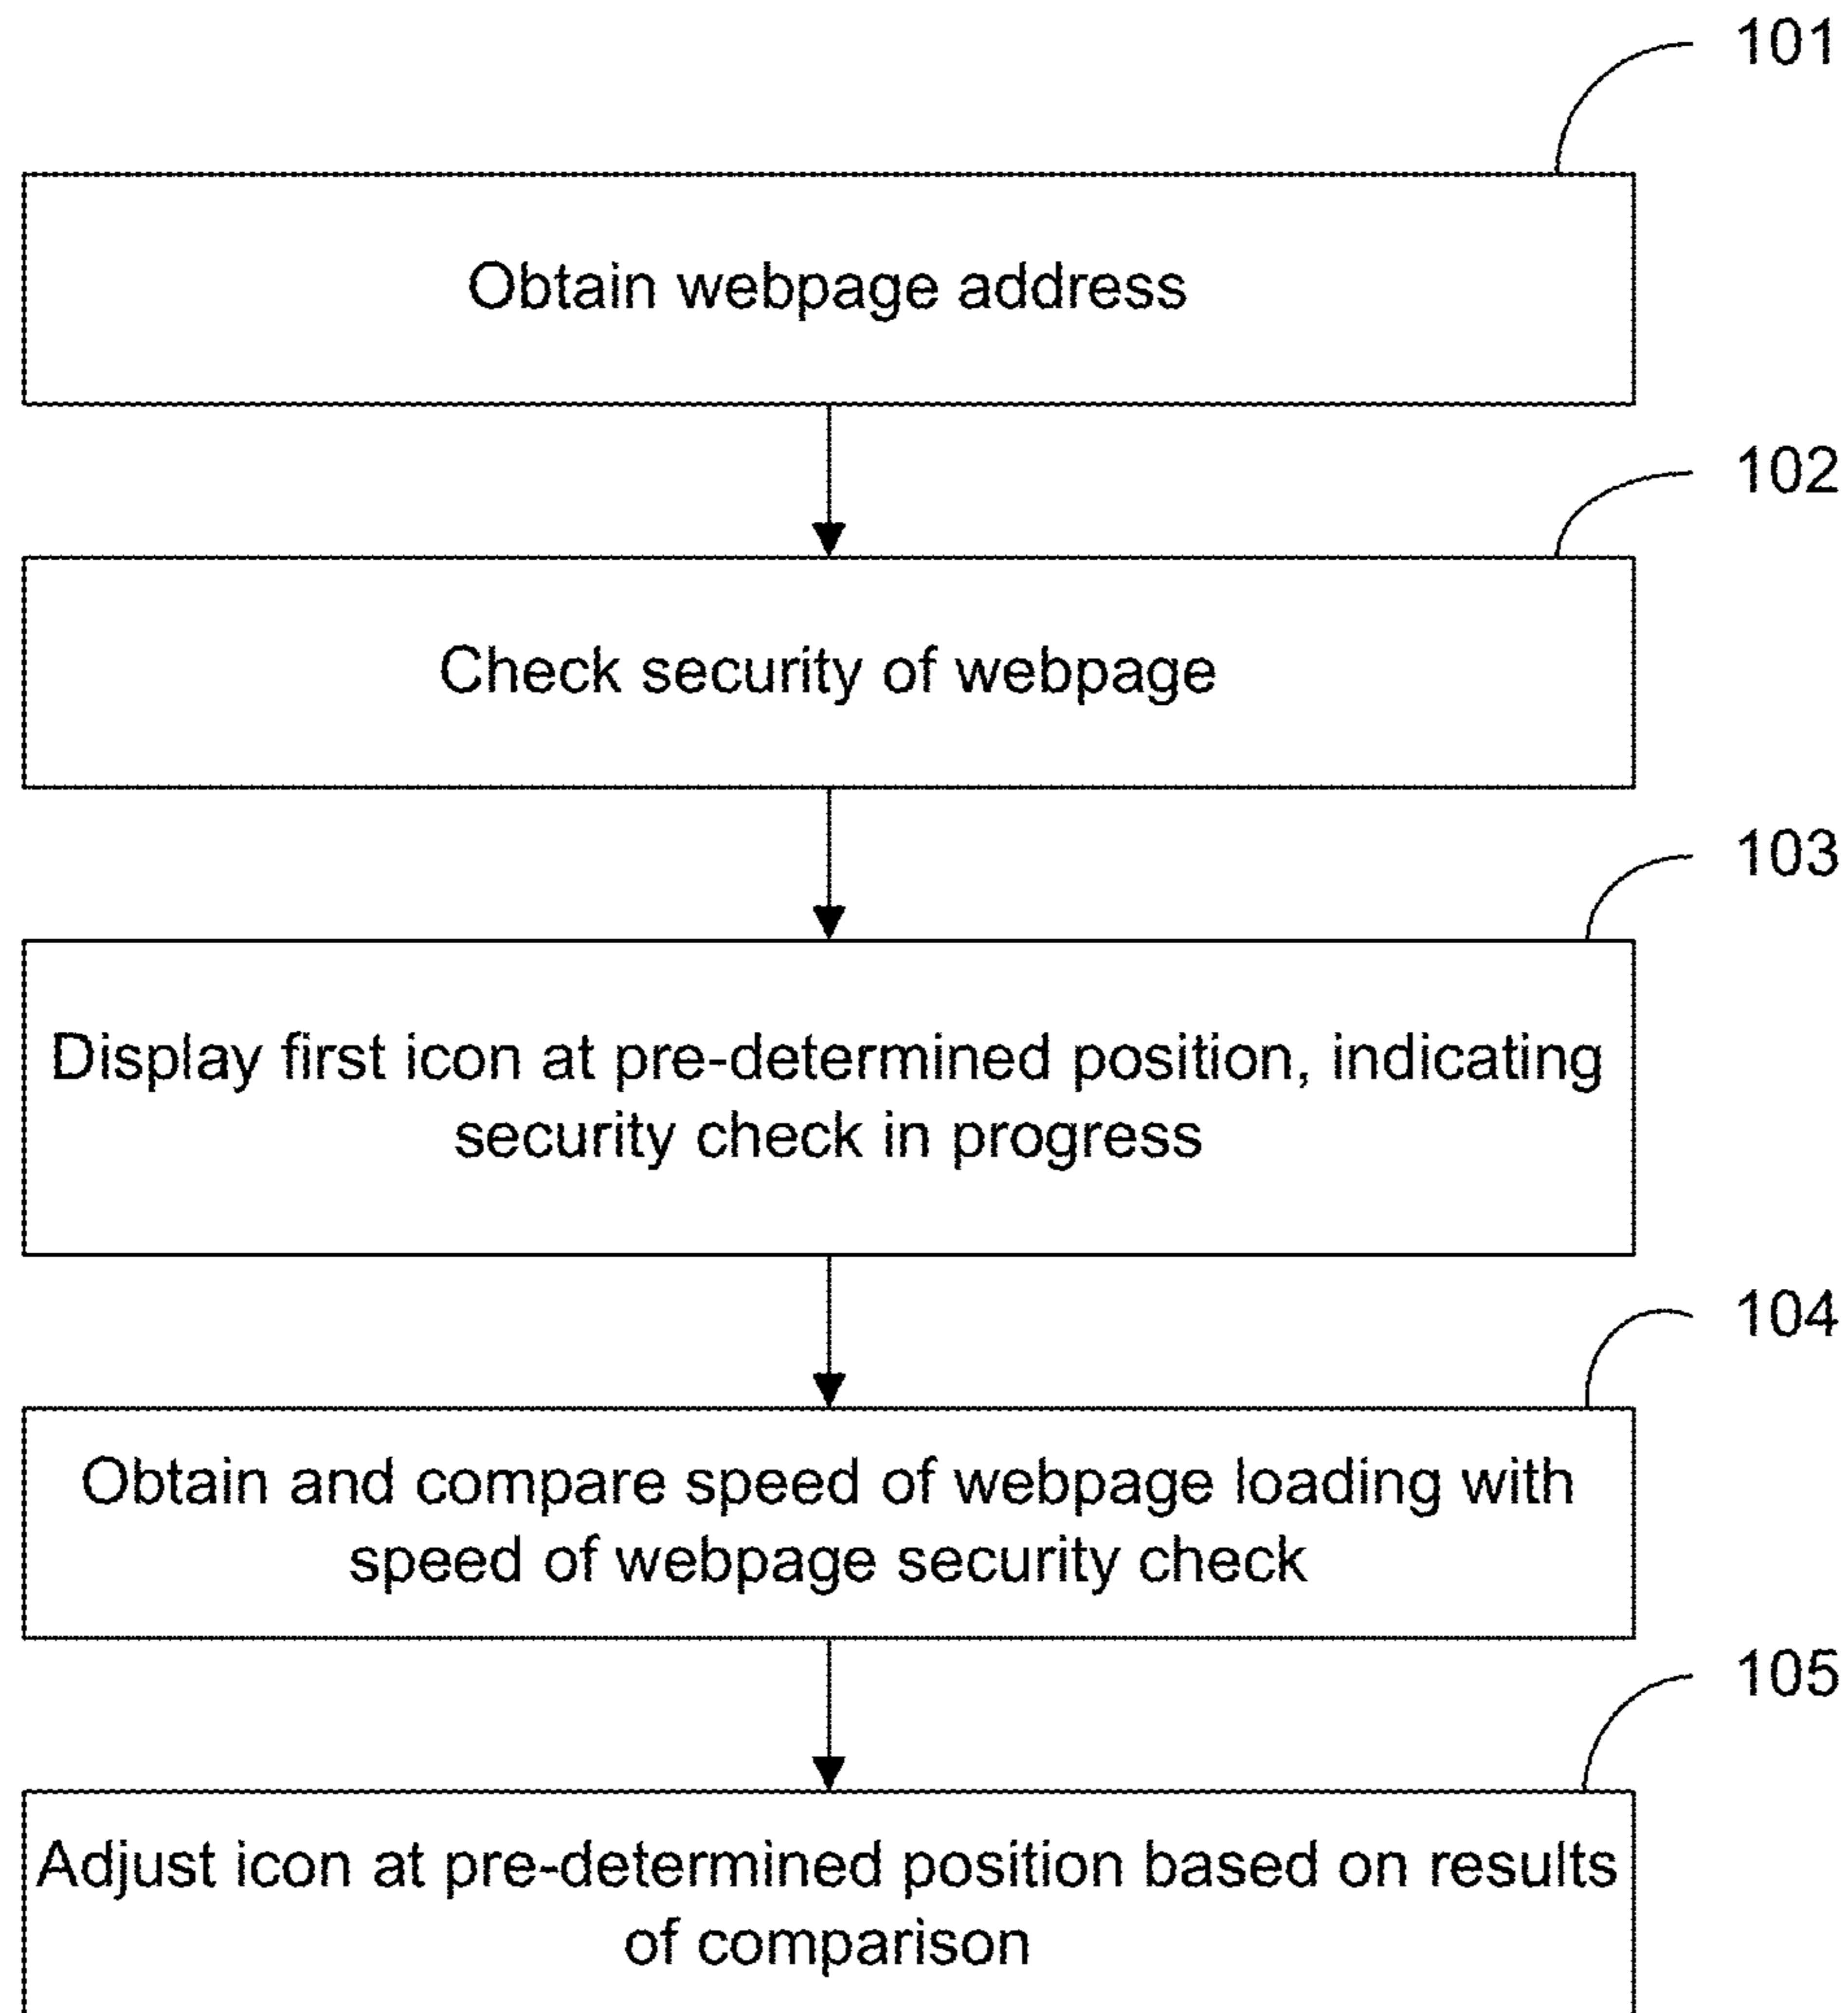 101
Obtain webpage address
102
Check security of webpage
103
Display first icon at pre-determined position, indicating
security check in progress
104
Obtain and compare speed of webpage loading with
speed of webpage security check
105
Adjust icon at pre-determined position based on results
of comparison